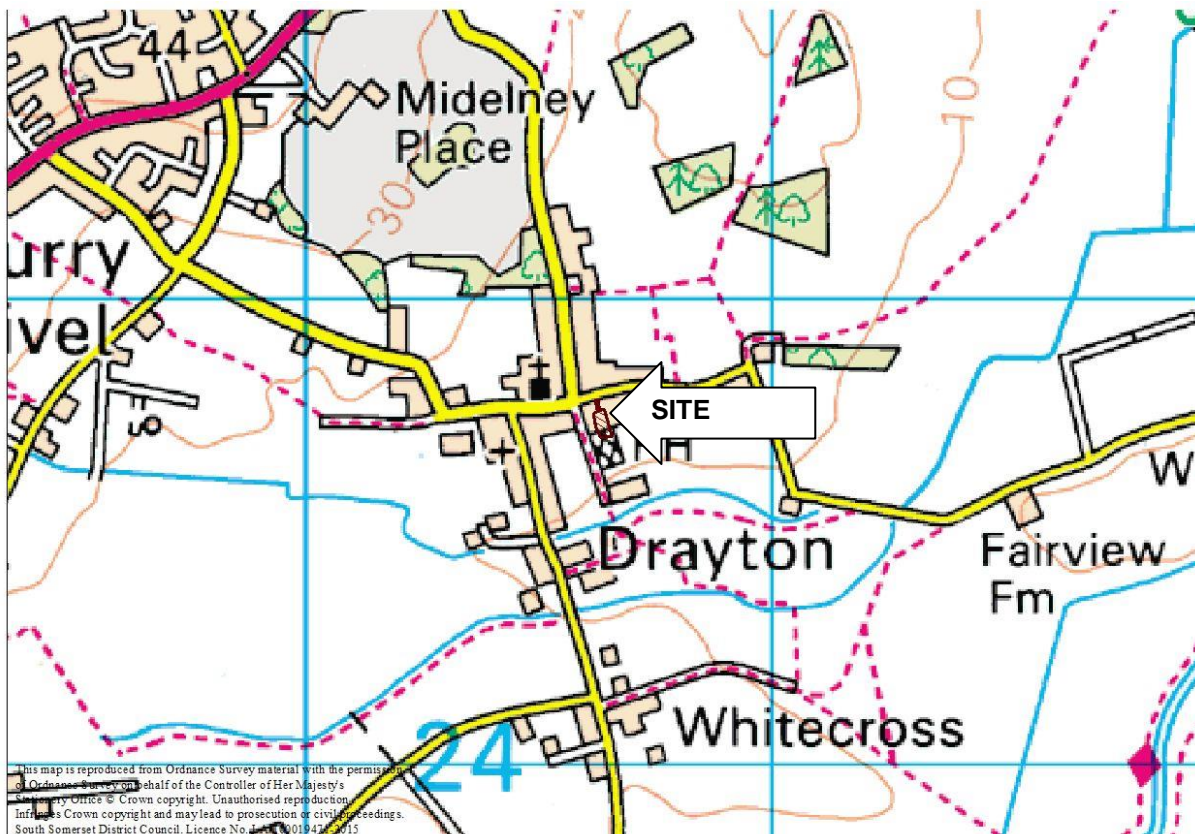 44
Midelney
Place
30
10
urry
ivel
SITE
PH
W
Drayton
Fairview
Fm
Whitecross
24
This map is reproduced from Ordnance Survey material with the permission
of Ordnance Survey on behalf of the Controller of Her Majesty's
Stationery Office © Crown copyright. Unauthorised reproduction
Infringes Crown copyright and may lead to prosecution or civil proceedings.
South Somerset District Council. Licence No. 2015